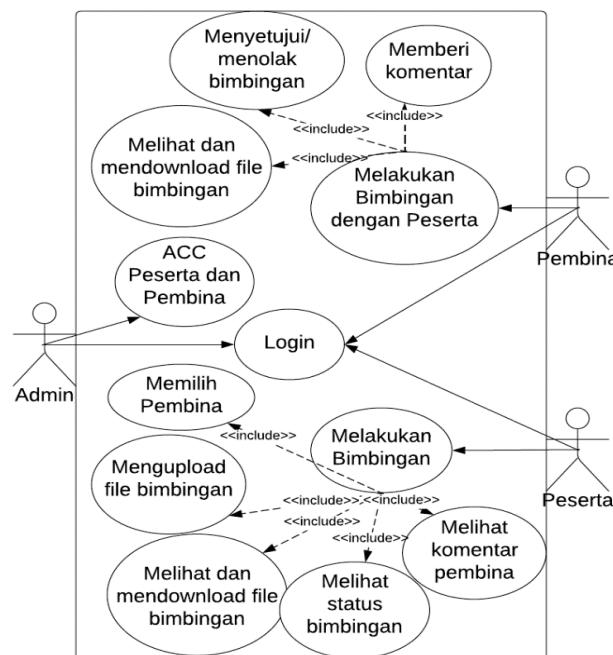 Menyetujui/
menolak
bimbingan
Memberi
komentar
<<include>>
<<include>>
<<include>>
Melihat dan
mendownload file
bimbingan
Melakukan
Bimbingan
dengan Peserta
Pembina
ACC
Peserta dan
Pembina
Login
Admin
Memilih
Pembina
<<include>>
Melakukan
Bimbingan
Peserta
Mengupload
file bimbingan
<<include>>
<<include>>
<<include>>
<<include>>
Melihat
komentar
pembina
Melihat dan
mendownload file
bimbingan
Melihat
status
bimbingan